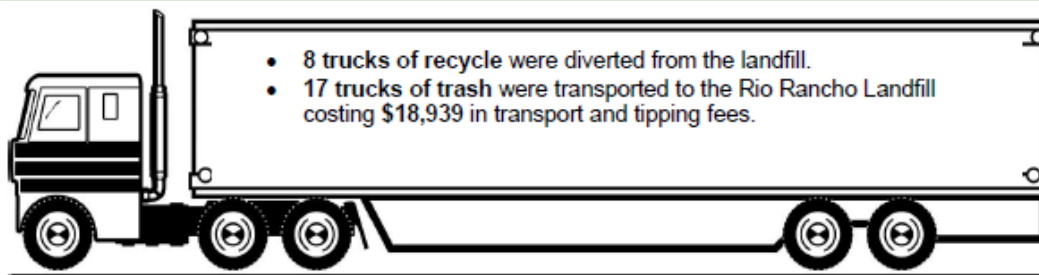 • 8 trucks of recycle were diverted from the landfill.
• 17 trucks of trash were transported to the Rio Rancho Landfill
costing $18,939 in transport and tipping fees.